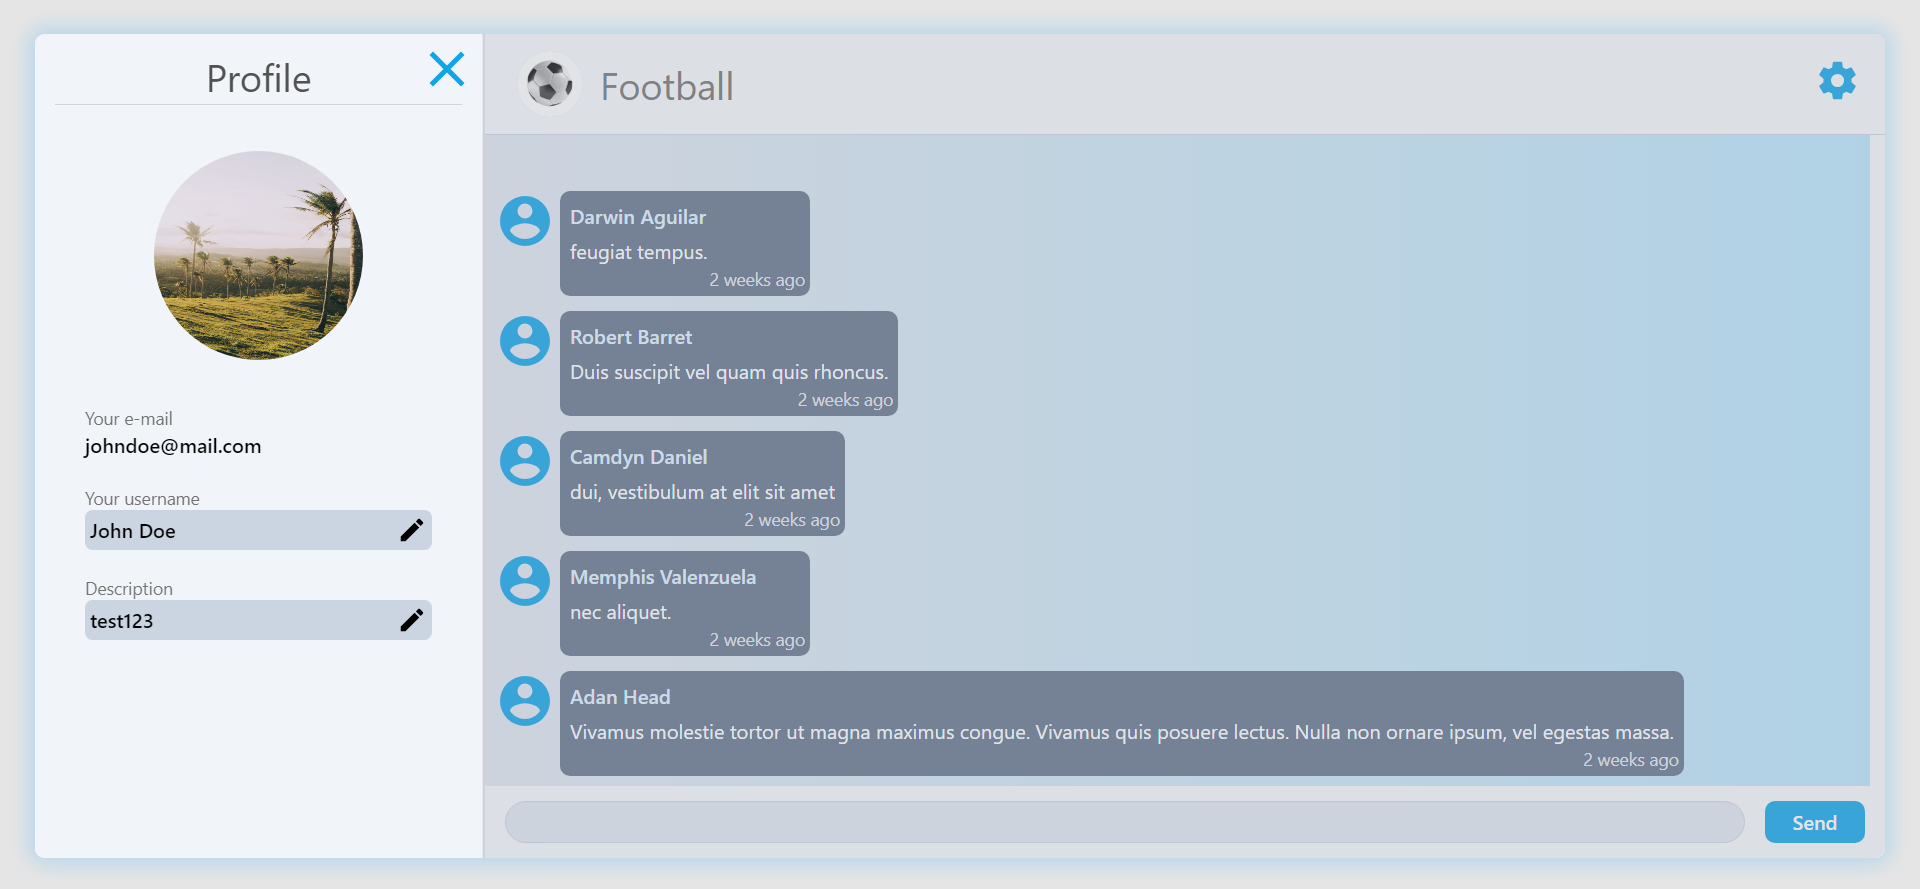 Profile
Your e-mail
johndoe@mail.com
Your username
John Doe
Description
test123
Football
Darwin Aguilar
feugiat tempus.
2 weeks ago
Robert Barret
Duis suscipit vel quam quis rhoncus.
2 weeks ago
Camdyn Daniel
dui, vestibulum at elit sit amet
2 weeks ago
Memphis Valenzuela
nec aliquet.
2 weeks ago
Adan Head
Vivamus molestie tortor ut magna maximus congue. Vivamus quis posuere lectus. Nulla non ornare ipsum, vel egestas massa.
2 weeks ago
Send